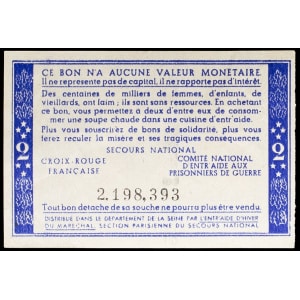 CE BON N'A AUCUNE VALEUR MONÉTAIRE.
Il ne représente pas de capital, il ne rapporte pas d'intérêt.
Des centaines de milliers de femmes, d'enfants, de
vieillards, ont faim ; ils sont sans ressources. En achetant
ce bon, vous permettez à deux d'entre eux de consom-
mer une soupe chaude dans une cuisine d'entr'aide.
Plus vous souscrirez de bons de solidarité, plus vous
ferez reculer la misère et ses tragiques conséquences.
SECOURS NATIONAL
CROIX-ROUGE
FRANÇAISE
COMITÉ NATIONAL
D'ENTR'AIDE AUX
PRISONNIERS DE GUERRE
2
2
2.198,393
Tout bon détaché de sa souche ne pourra plus être vendu.
DISTRIBUÉ DANS LE DÉPARTEMENT DE LA SEINE PAR L'ENTR'AIDE D'HIVER
DU MARÉCHAL, SECTION PARISIENNE DU SECOURS NATIONAL